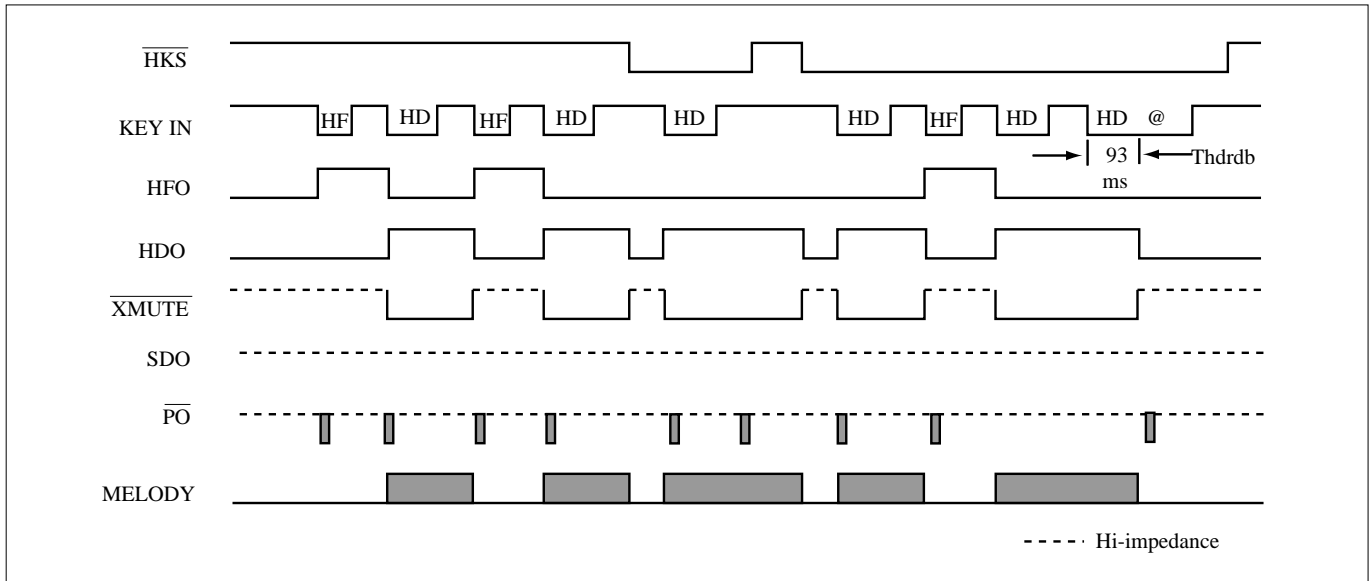 HKS
KEY IN HF HD HF HD HD HD HF HD HD @
93 ms Thdrdb
HFO
HDO
XMUTE
SDO
PO
MELODY
Hi-impedance